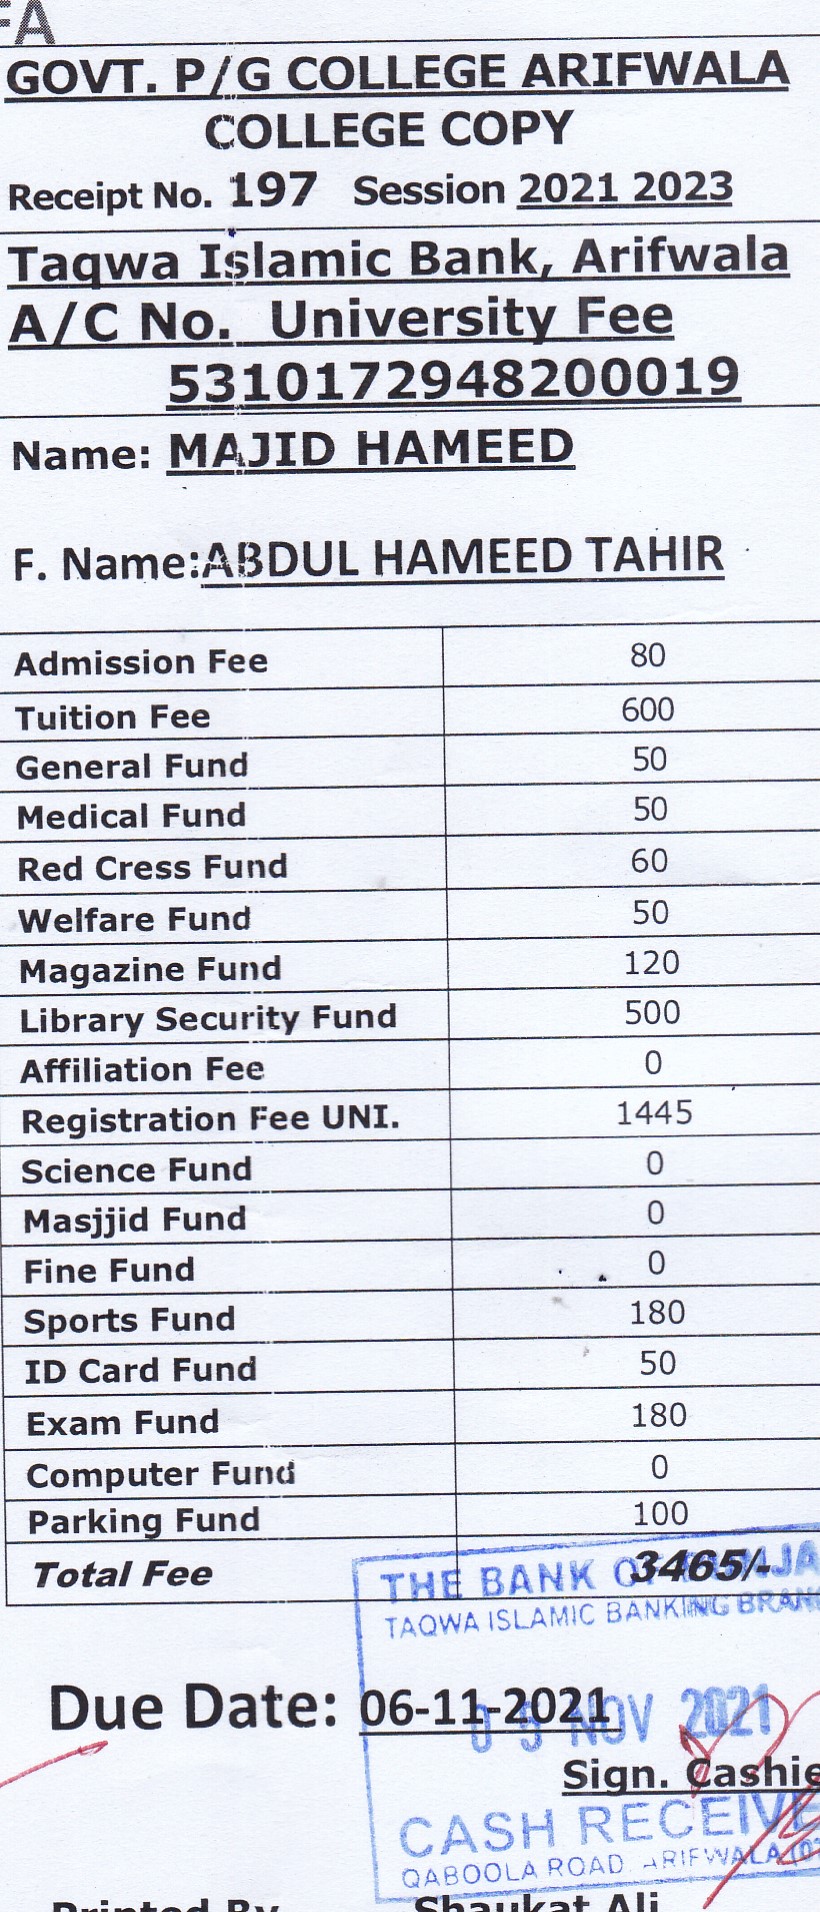 FA
GOVT. P/G COLLEGE ARIFWALA
COLLEGE COPY
Receipt No. 197 Session 2021 2023
Taqwa Islamic Bank, Arifwala
A/C No. University Fee
5310172948200019
Name: MAJID HAMEED
F. Name:ABDUL HAMEED TAHIR
Admission Fee 80
Tuition Fee 600
General Fund 50
Medical Fund 50
Red Cress Fund 60
Welfare Fund 50
Magazine Fund 120
Library Security Fund 500
Affiliation Fee 0
Registration Fee UNI. 1445
Science Fund 0
Masjjid Fund 0
Fine Fund 0
Sports Fund 180
ID Card Fund 50
Exam Fund 180
Computer Fund 0
Parking Fund 100
Total Fee 3465/-
THE BANK OF
TAQWA ISLAMIC BANKING BRAN
Due Date: 06-11-2021
05 NOV 2021
Sign. Cashie
CASH RECEIVE
QABOOLA ROAD ARIFWALA
Printed By Shaukat Ali